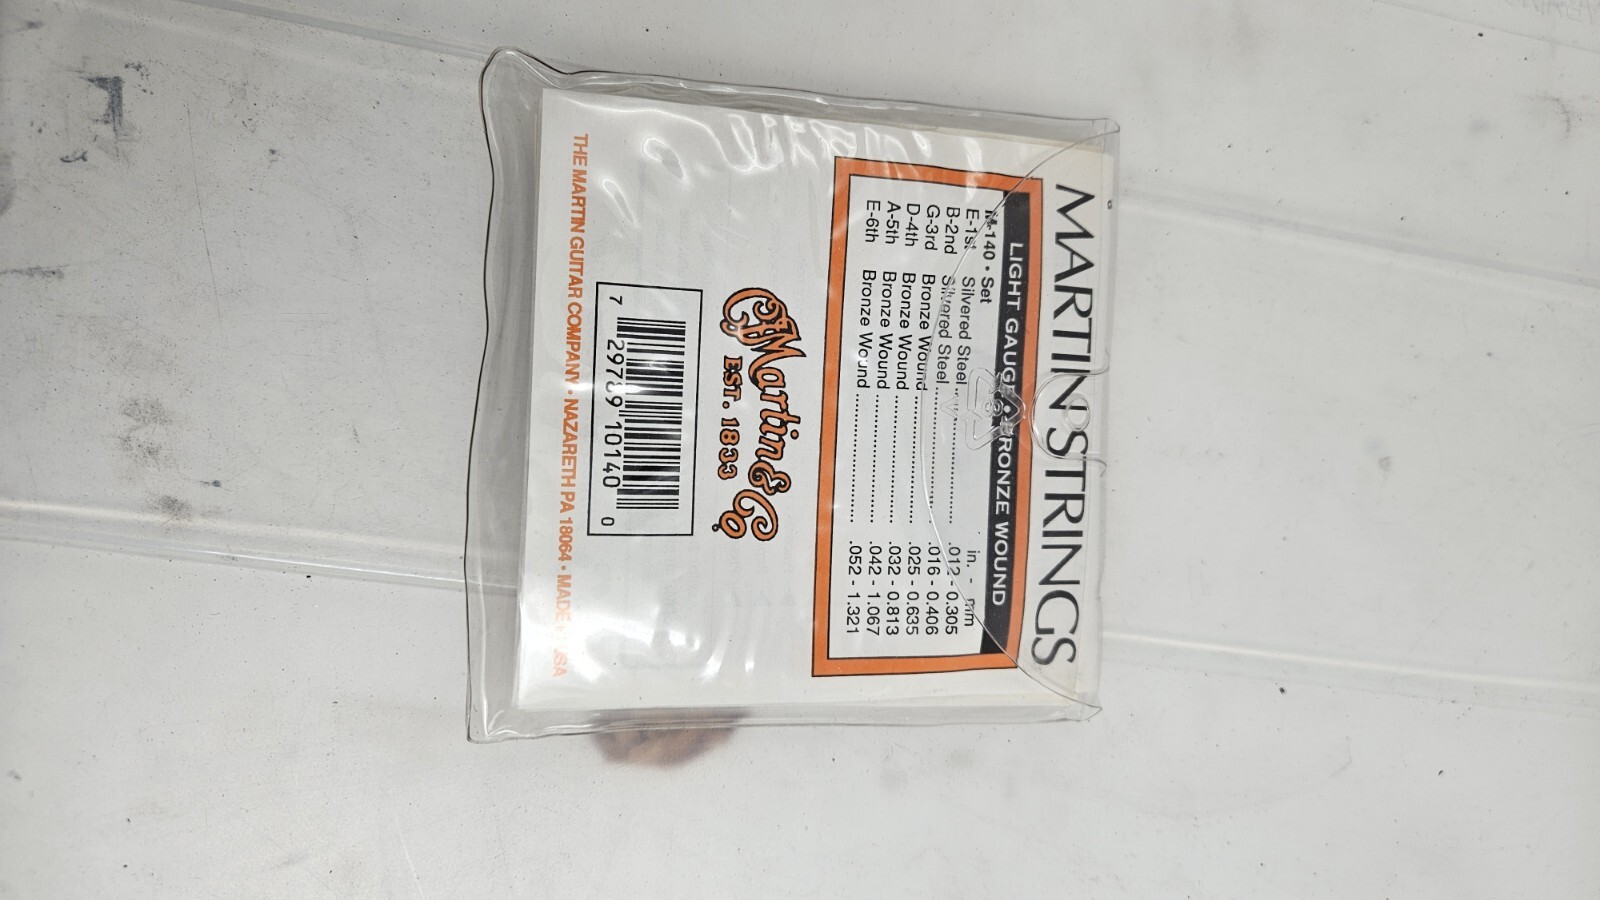 MARTIN STRINGS
LIGHT GAUGE • BRONZE WOUND
M-140 • Set in. - mm
E-1st Silvered Steel .012 - 0.305
B-2nd Silvered Steel .016 - 0.406
G-3rd Bronze Wound .025 - 0.635
D-4th Bronze Wound .032 - 0.813
A-5th Bronze Wound .042 - 1.067
E-6th Bronze Wound .052 - 1.321
Martin & Co.
EST. 1833
7 29789 10140 0
THE MARTIN GUITAR COMPANY • NAZARETH PA 18064 • MADE IN USA